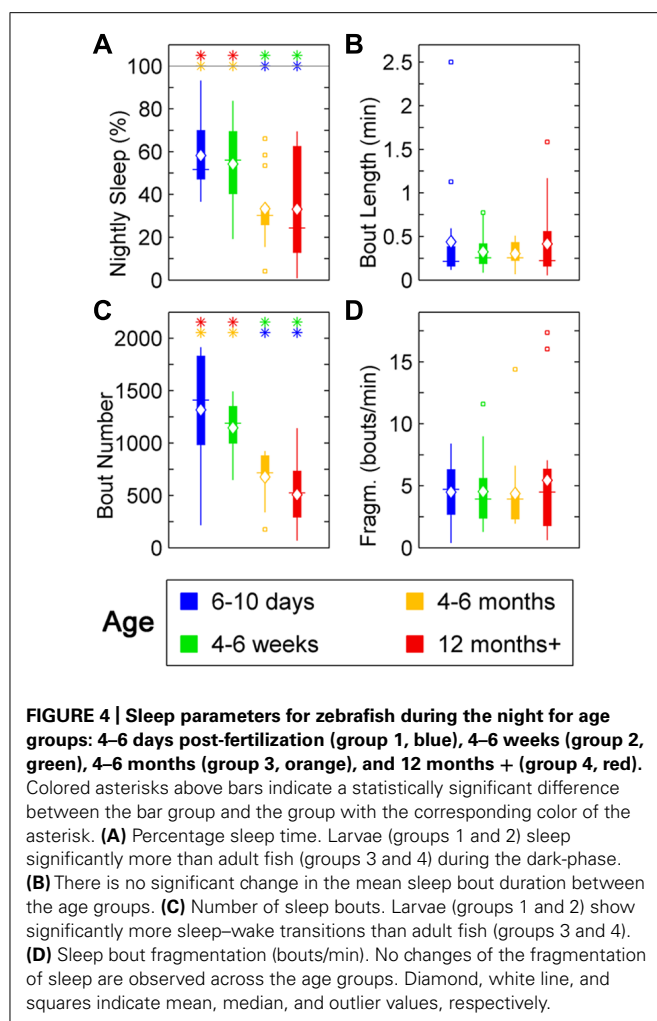 A
Nightly Sleep (%)
100
80
60
40
20
0
B
Bout Length (min)
2.5
2
1.5
1
0.5
0
C
Bout Number
2000
1500
1000
500
0
D
Fragm. (bouts/min)
15
10
5
0
Age
6-10 days
4-6 weeks
4-6 months
12 months+
FIGURE 4 | Sleep parameters for zebrafish during the night for age
groups: 4–6 days post-fertilization (group 1, blue), 4–6 weeks (group 2,
green), 4–6 months (group 3, orange), and 12 months + (group 4, red).
Colored asterisks above bars indicate a statistically significant difference
between the bar group and the group with the corresponding color of the
asterisk. (A) Percentage sleep time. Larvae (groups 1 and 2) sleep
significantly more than adult fish (groups 3 and 4) during the dark-phase.
(B) There is no significant change in the mean sleep bout duration between
the age groups. (C) Number of sleep bouts. Larvae (groups 1 and 2) show
significantly more sleep–wake transitions than adult fish (groups 3 and 4).
(D) Sleep bout fragmentation (bouts/min). No changes of the fragmentation
of sleep are observed across the age groups. Diamond, white line, and
squares indicate mean, median, and outlier values, respectively.